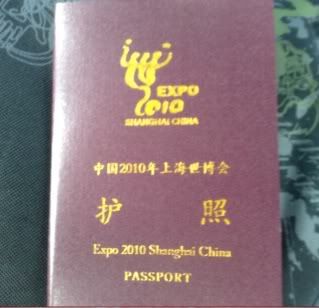 EXPO
2010
SHANGHAI CHINA
中国2010年上海世博会
护照
Expo 2010 Shanghai China
PASSPORT